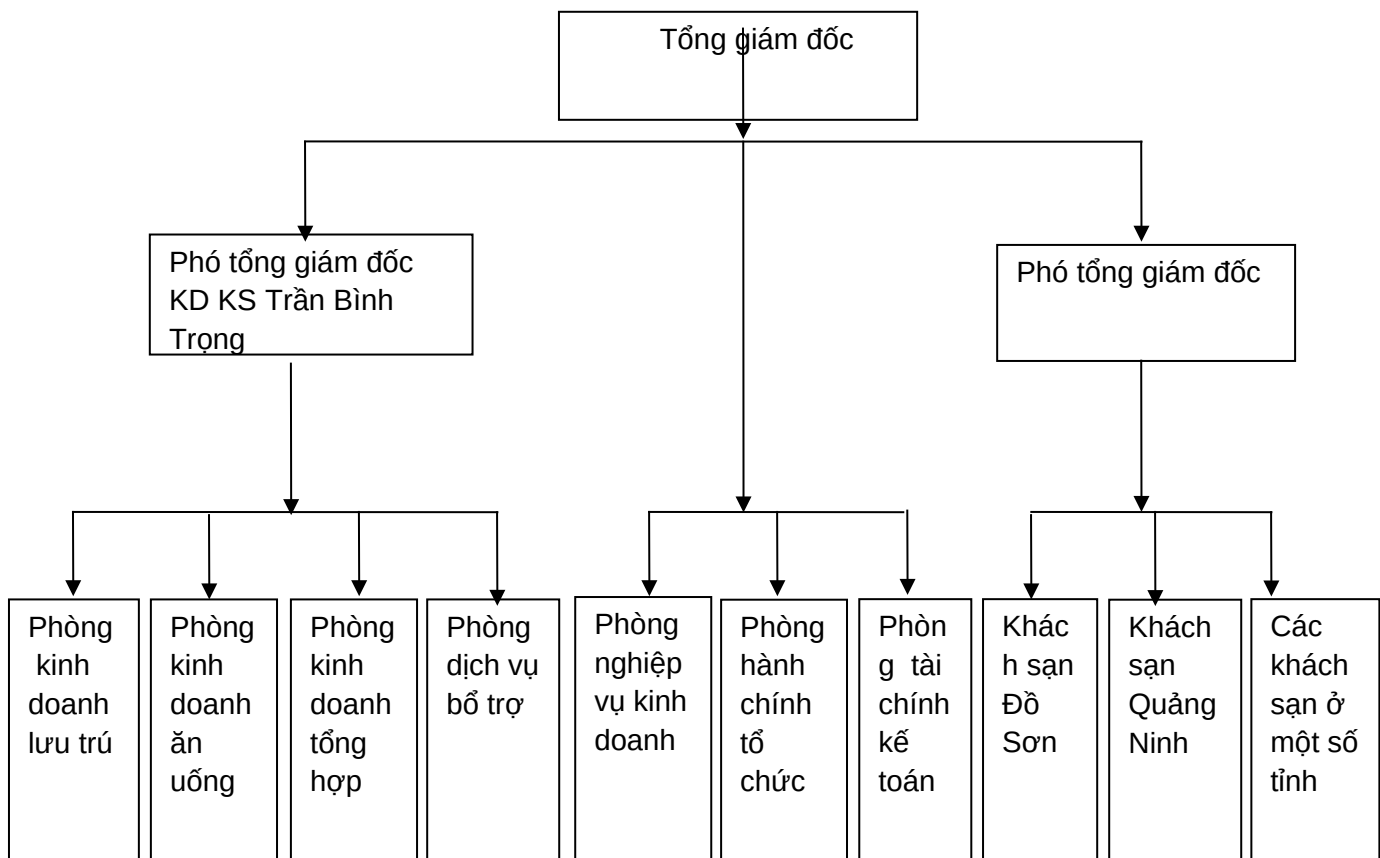 Tổng giám đốc
Phó tổng giám đốc
KD KS Trần Bình
Trọng
Phó tổng giám đốc
Phòng
kinh
doanh
lưu trú
Phòng
kinh
doanh
ăn
uống
Phòng
kinh
doanh
tổng
hợp
Phòng
dịch vụ
bổ trợ
Phòng
nghiệp
vụ kinh
doanh
Phòng
hành
chính
tổ
chức
Phòn
g tài
chính
kế
toán
Khác
h sạn
Đồ
Sơn
Khách
sạn
Quảng
Ninh
Các
khách
sạn ở
một số
tỉnh